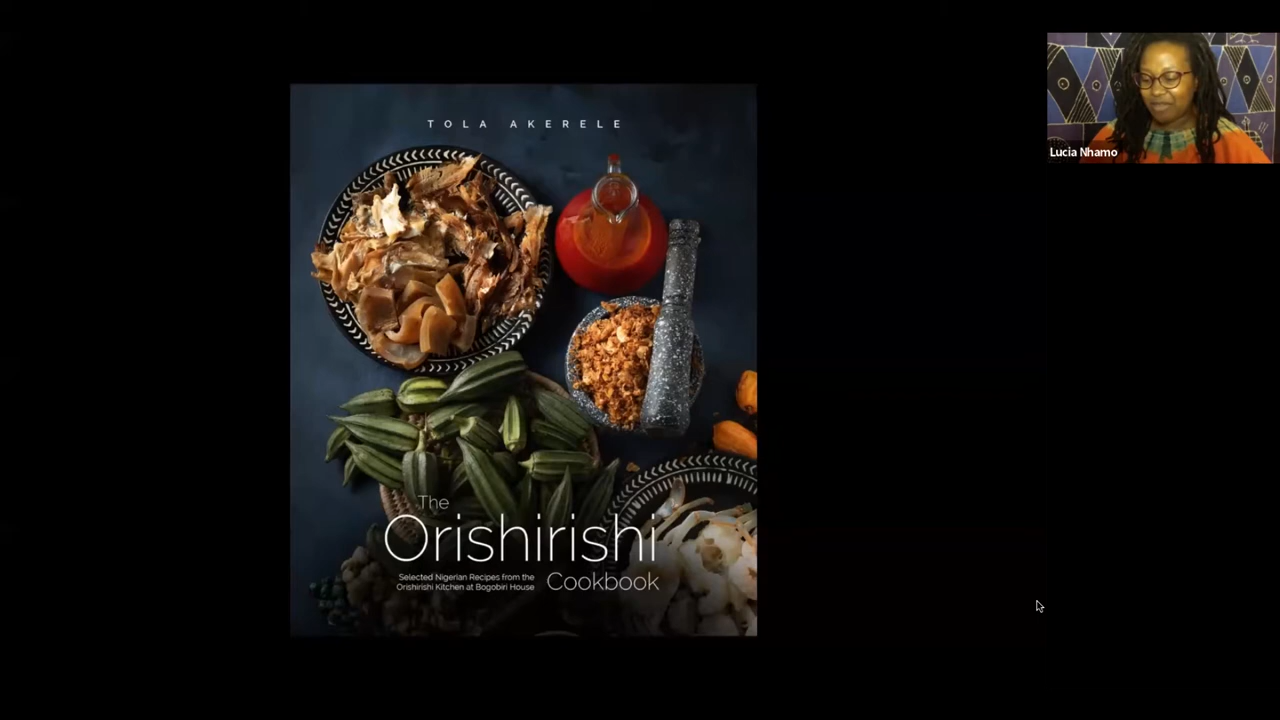 TOLA AKERELE
The
Orishirishi
Selected Nigerian Recipes from the
Orishirishi Kitchen at Bogobiri House
Cookbook
Lucia Nhamo